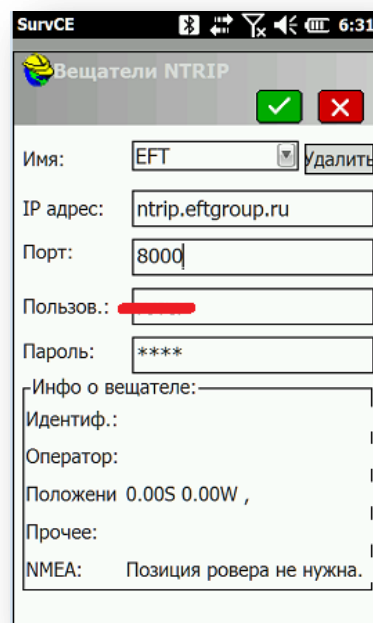 SurvCE 6:31
Вещатели NTRIP
Имя: EFT Удалить
IP адрес: ntrip.eftgroup.ru
Порт: 8000
Пользов.:
Пароль: ****
Инфо о вещателе:
Идентиф.:
Оператор:
Положени 0.00S 0.00W ,
Прочее:
NMEA: Позиция ровера не нужна.